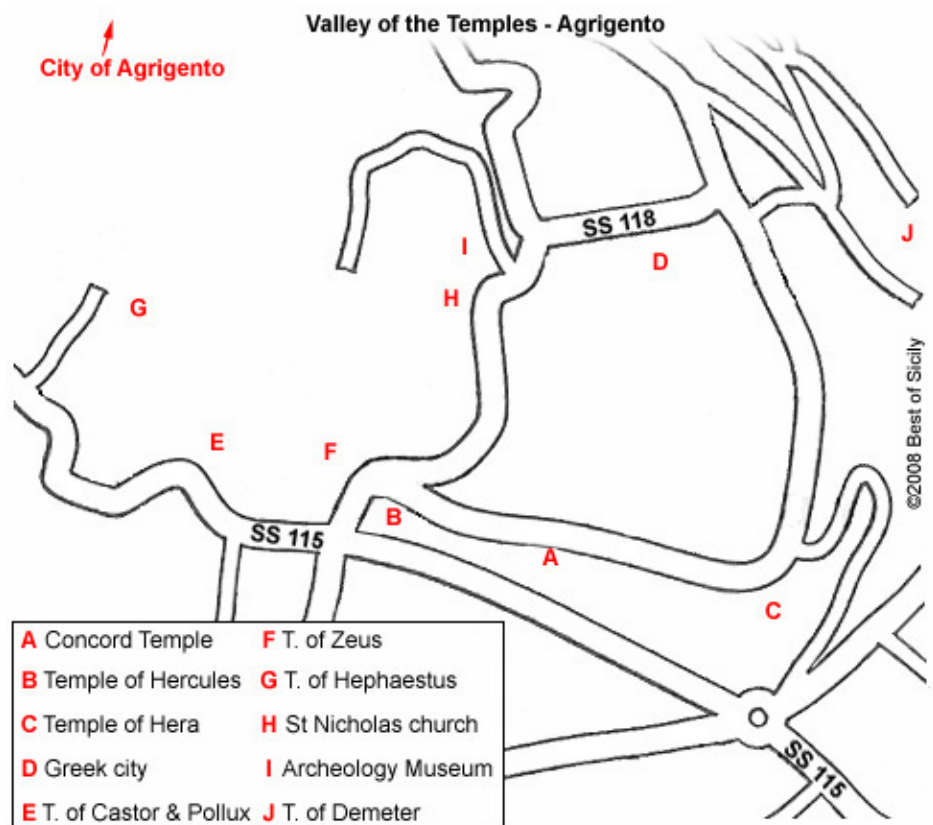 Valley of the Temples - Agrigento
City of Agrigento
SS 118
I
D
J
H
G
©2008 Best of Sicily
E
F
B
SS 115
A
C
A Concord Temple
F T. of Zeus
B Temple of Hercules
G T. of Hephaestus
C Temple of Hera
H St Nicholas church
D Greek city
I Archeology Museum
E T. of Castor & Pollux
J T. of Demeter
SS 115